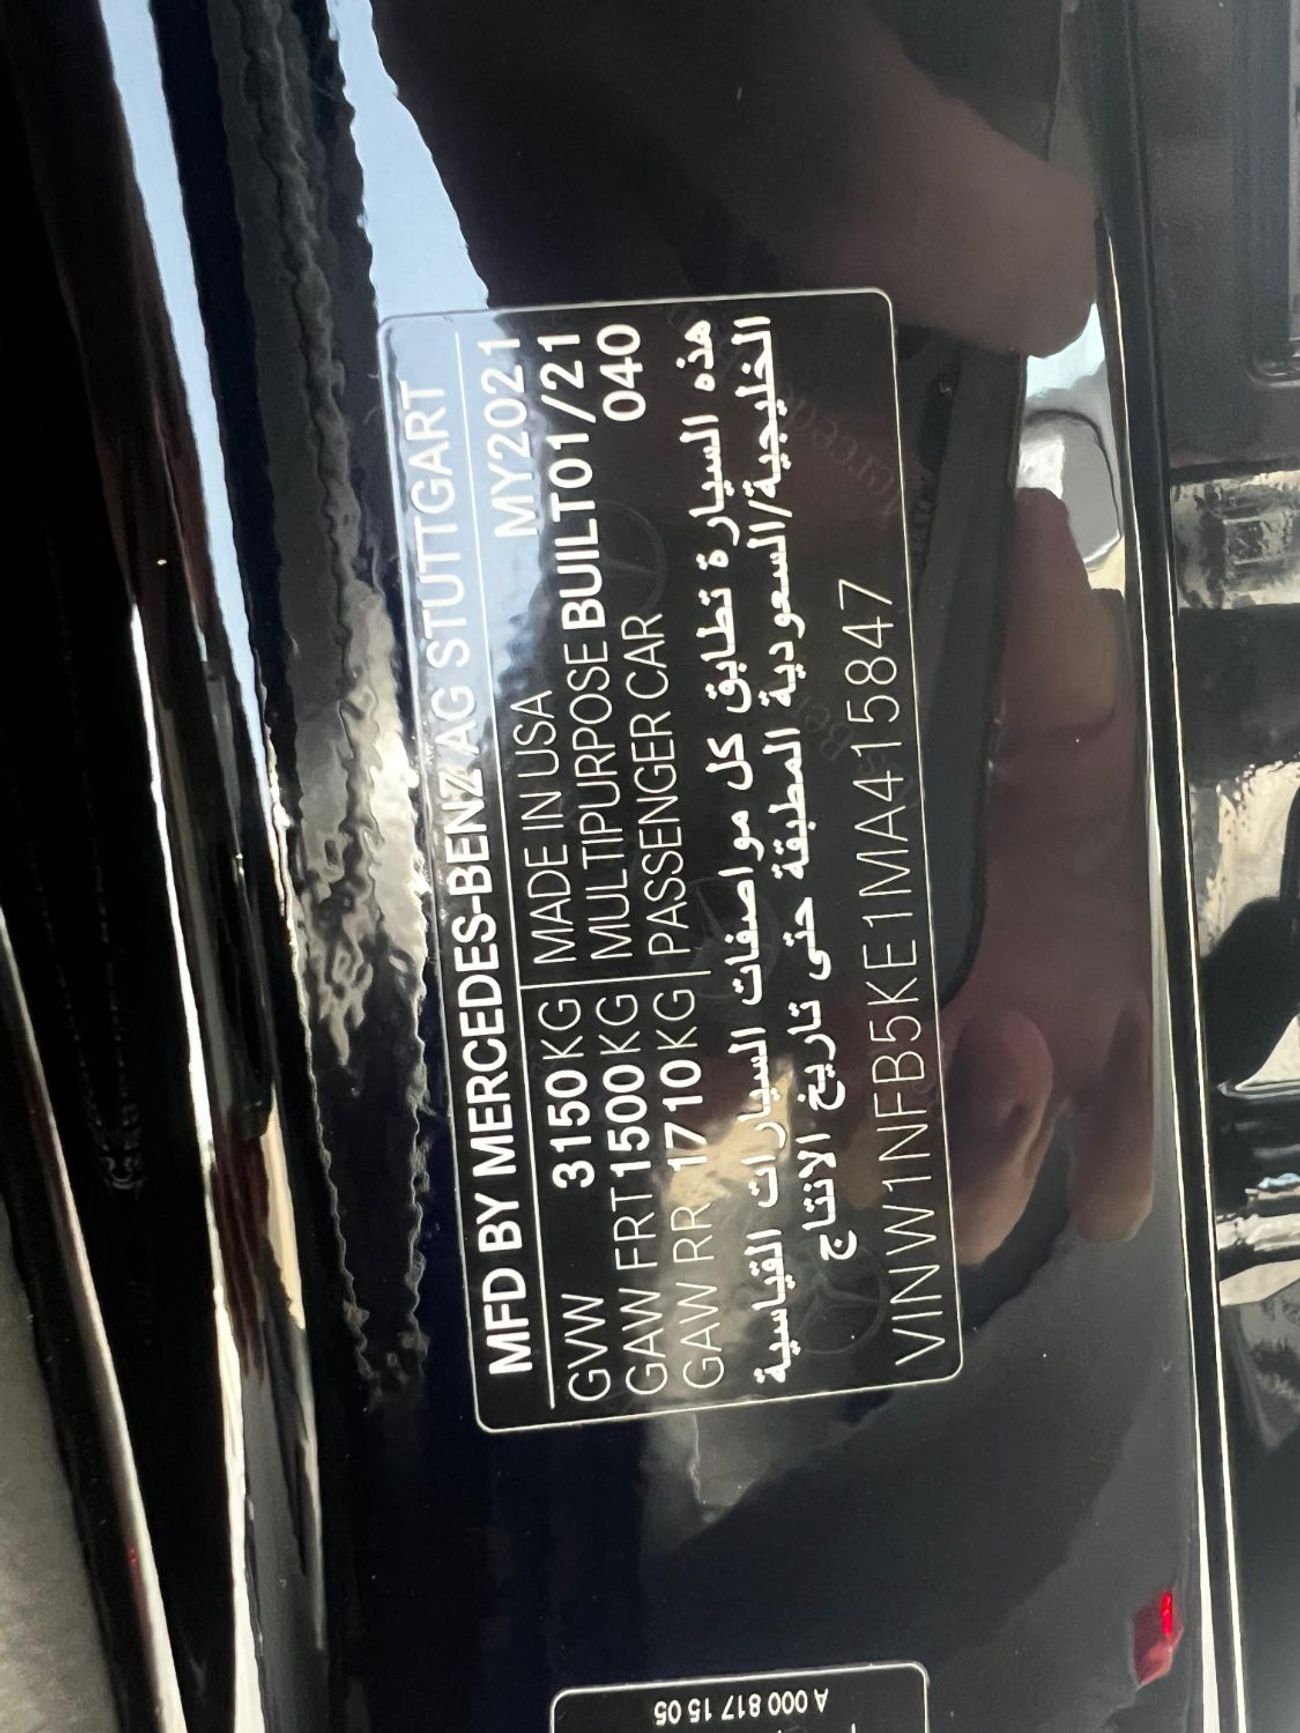 MFD BY MERCEDES-BENZ AG STUTTGART
GVW 3150KG MADE IN USA MY2021
GAW FRT 1500KG MULTIPURPOSE BUILT01/21
GAW RR 1710KG PASSENGER CAR 040
هذه السيارة تطابق كل مواصفات السيارات القياسية
الخليجية/السعودية المطبقة حتى تاريخ الانتاج
VIN W1NFB5KE1MA415847
A 000 817 15 05